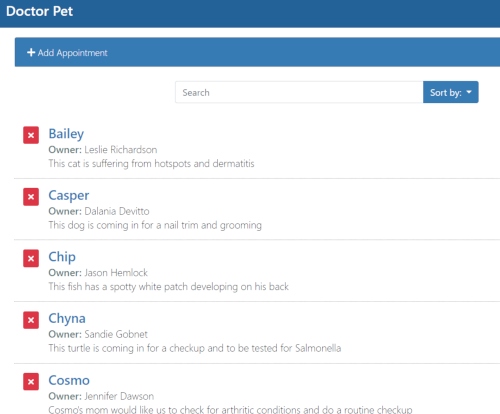 Doctor Pet
+ Add Appointment
Search
Sort by:
Bailey
Owner: Leslie Richardson
This cat is suffering from hotspots and dermatitis
Casper
Owner: Dalania Devitto
This dog is coming in for a nail trim and grooming
Chip
Owner: Jason Hemlock
This fish has a spotty white patch developing on his back
Chyna
Owner: Sandie Gobnet
This turtle is coming in for a checkup and to be tested for Salmonella
Cosmo
Owner: Jennifer Dawson
Cosmo's mom would like us to check for arthritic conditions and do a routine checkup